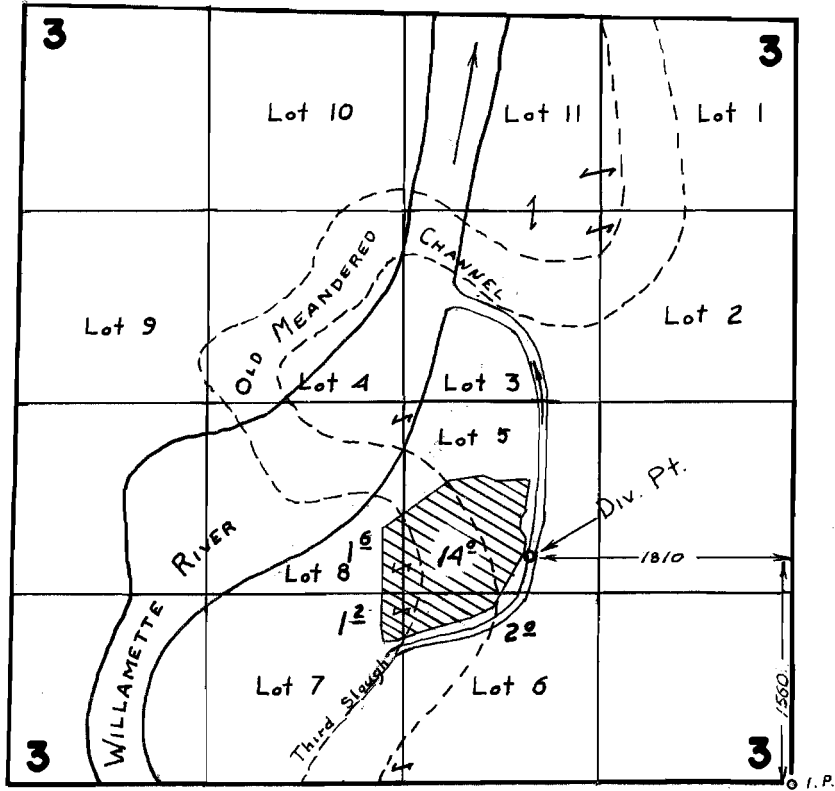 3
3
Lot 10
Lot 11
Lot 1
OLD MEANDERED
CHANNEL
Lot 9
Lot 2
Lot 4
Lot 3
Lot 5
Div. Pt.
WILLAMETTE RIVER
Lot 8
1 6
14 0
1810
1 2
2 0
Lot 7
Lot 6
Third Slough
1560
3
3
I.P.